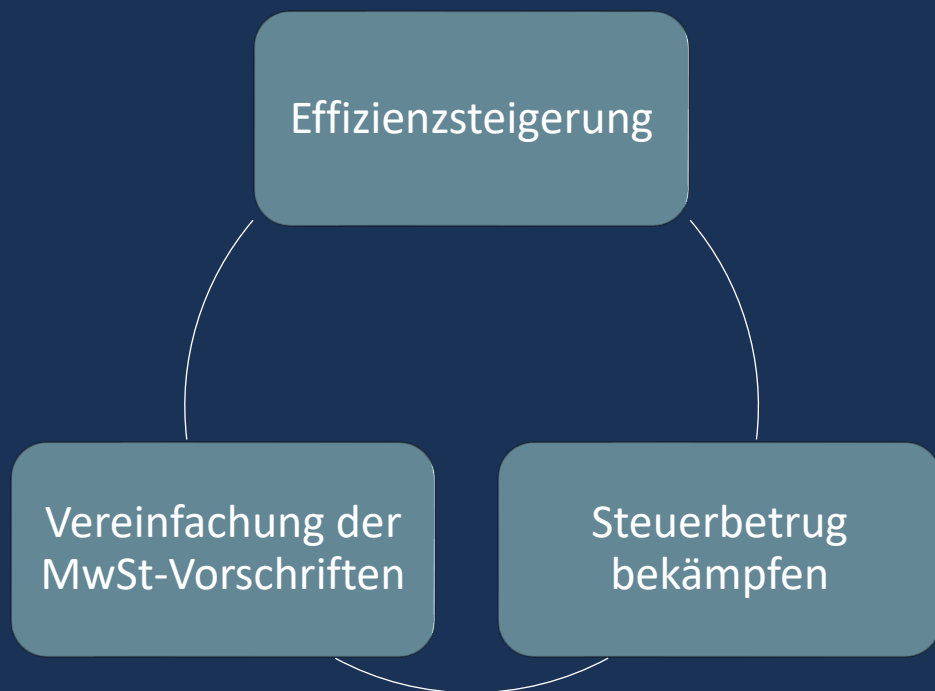 Effizienzsteigerung
Vereinfachung der
MwSt-Vorschriften
Steuerbetrug
bekämpfen